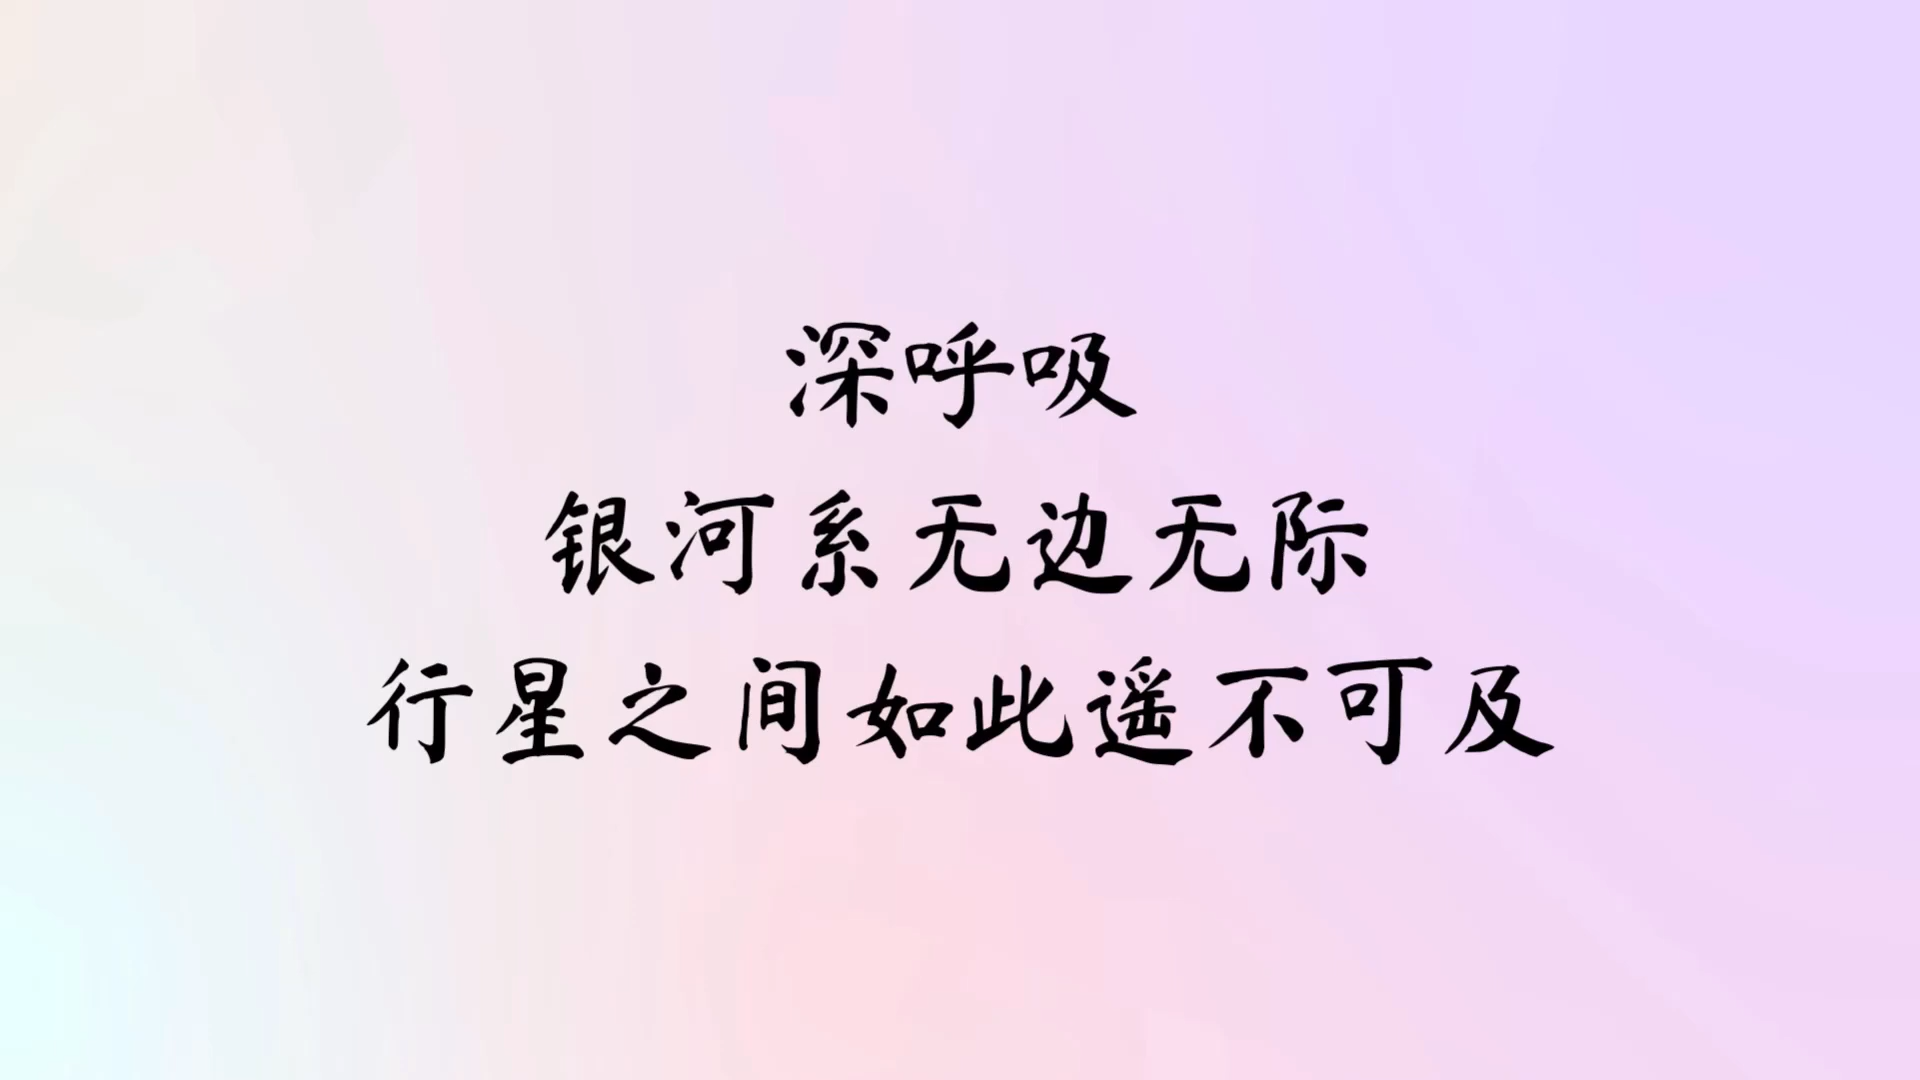 深呼吸
银河系无边无际
行星之间如此遥不可及